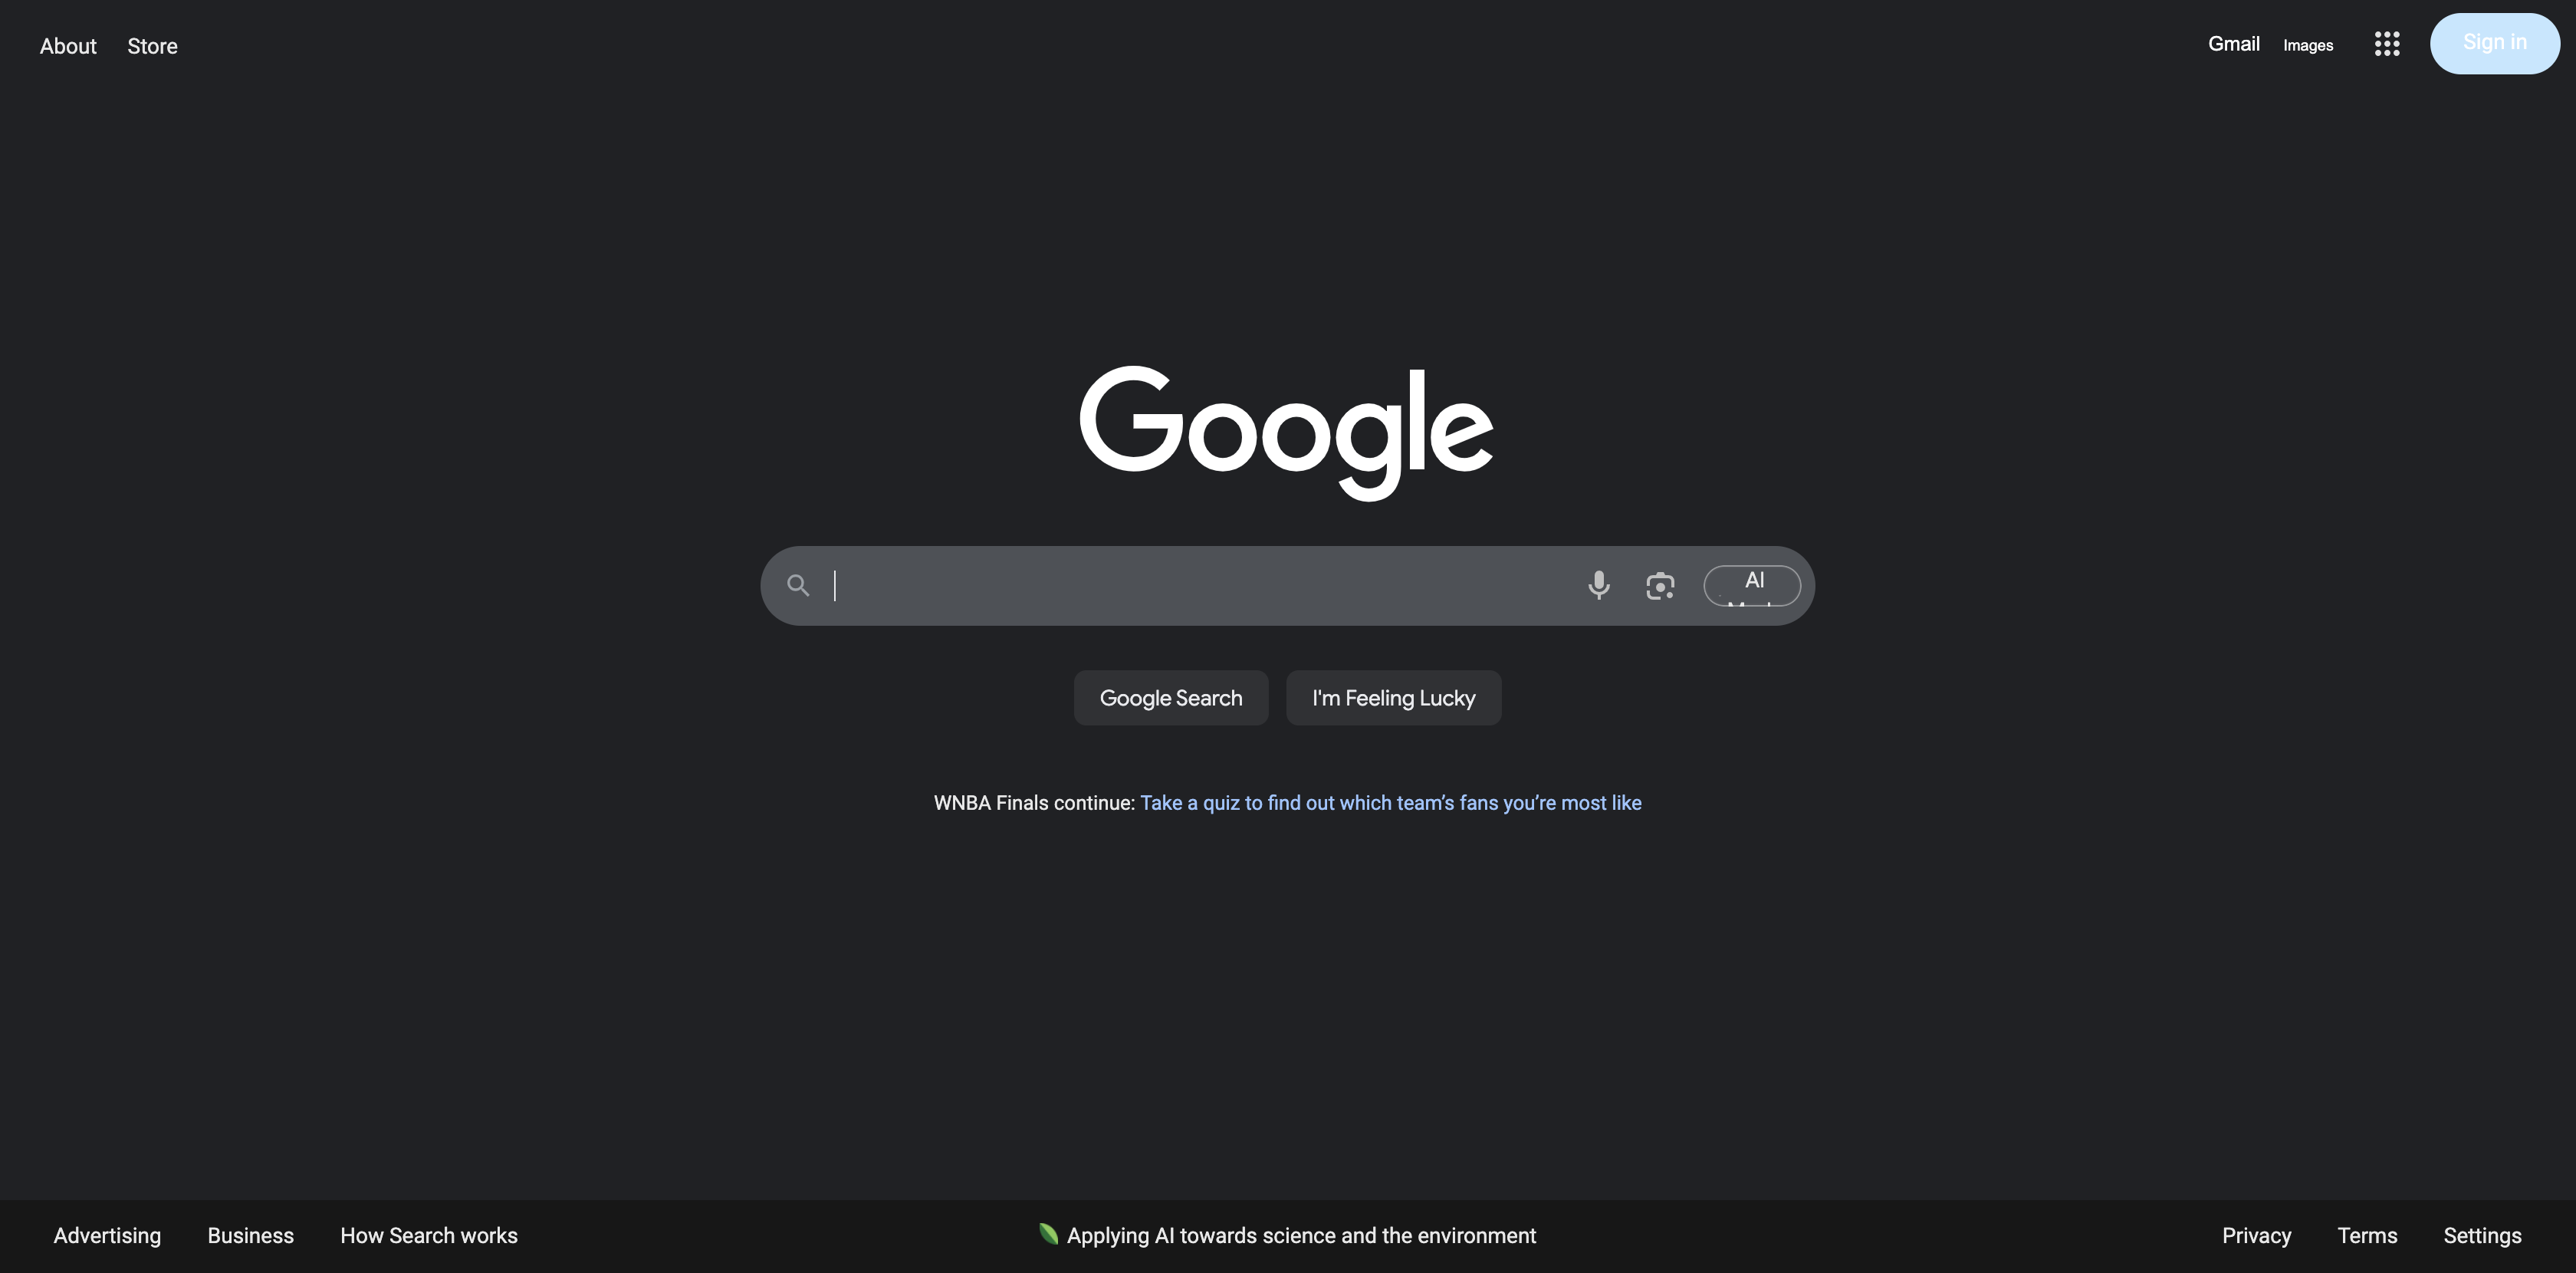 About Store
Gmail Images Sign in
Google
AI
Google Search I'm Feeling Lucky
WNBA Finals continue: Take a quiz to find out which team’s fans you’re most like
Advertising Business How Search works
Applying AI towards science and the environment
Privacy Terms Settings